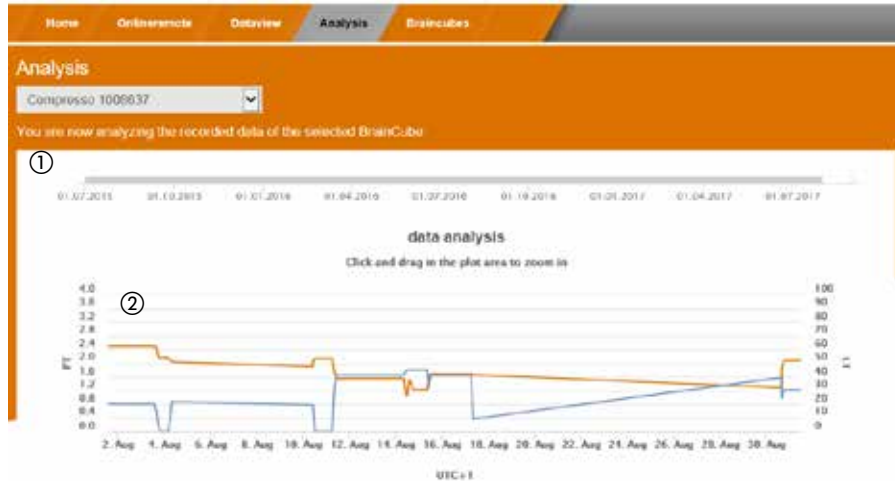 Home Onlineremote Dataview Analysis Braincubes
Analysis
Compresso 1008637
You are now analyzing the recorded data of the selected BrainCube
①
01.07.2015 01.10.2015 01.01.2016 01.04.2016 01.07.2016 01.10.2016 01.01.2017 01.04.2017 01.07.2017
data analysis
Click and drag in the plot area to zoom in
②
4.0 100
3.6 90
3.2 80
2.8 70
2.4 60
2.0 50
1.6 40
1.2 30
0.8 20
0.4 10
0.0 0
PT
2. Aug 4. Aug 6. Aug 8. Aug 10. Aug 12. Aug 14. Aug 16. Aug 18. Aug 20. Aug 22. Aug 24. Aug 26. Aug 28. Aug 30. Aug
UTC+1